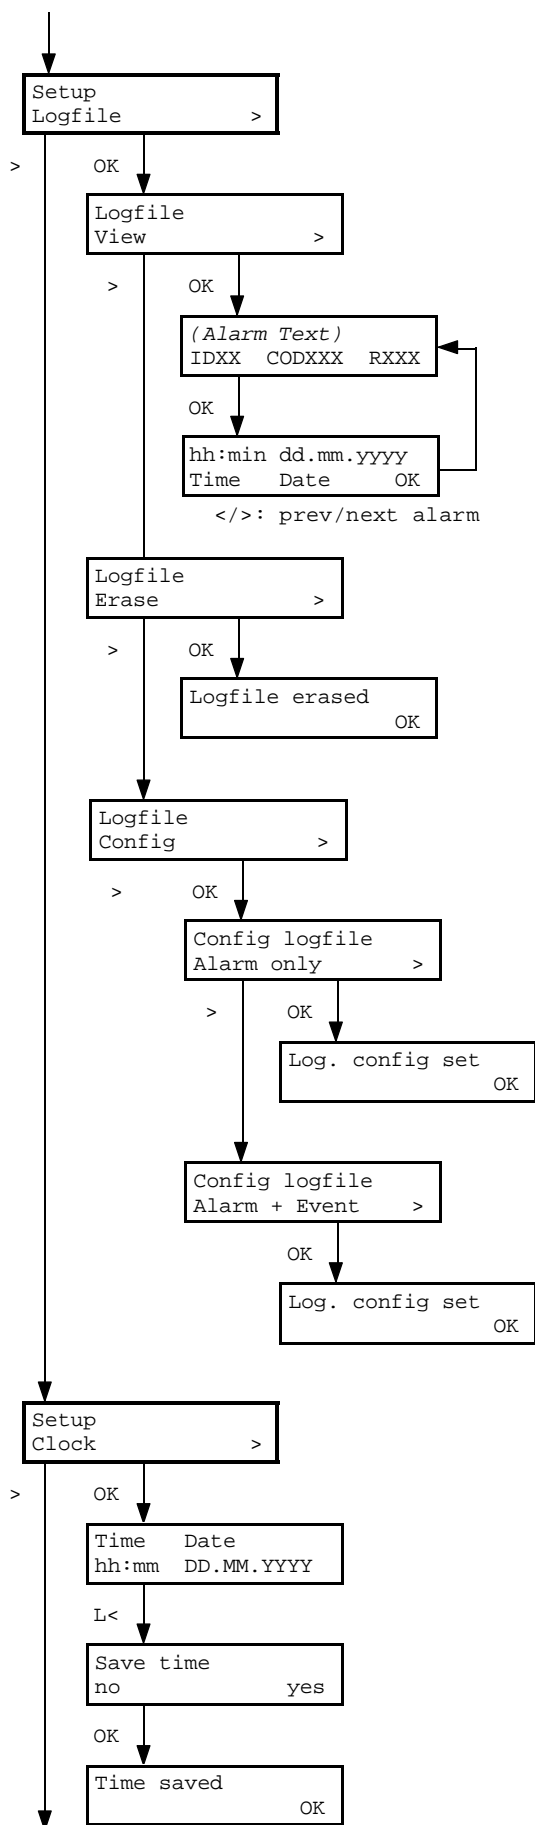 Setup
Logfile >
> OK
Logfile
View >
> OK
(Alarm Text)
IDXX CODXXX RXXX
OK
hh:min dd.mm.yyyy
Time Date OK
</>: prev/next alarm
Logfile
Erase >
> OK
Logfile erased
OK
Logfile
Config >
> OK
Config logfile
Alarm only >
> OK
Log. config set
OK
Config logfile
Alarm + Event >
OK
Log. config set
OK
Setup
Clock >
> OK
Time Date
hh:mm DD.MM.YYYY
L<
Save time
no yes
OK
Time saved
OK